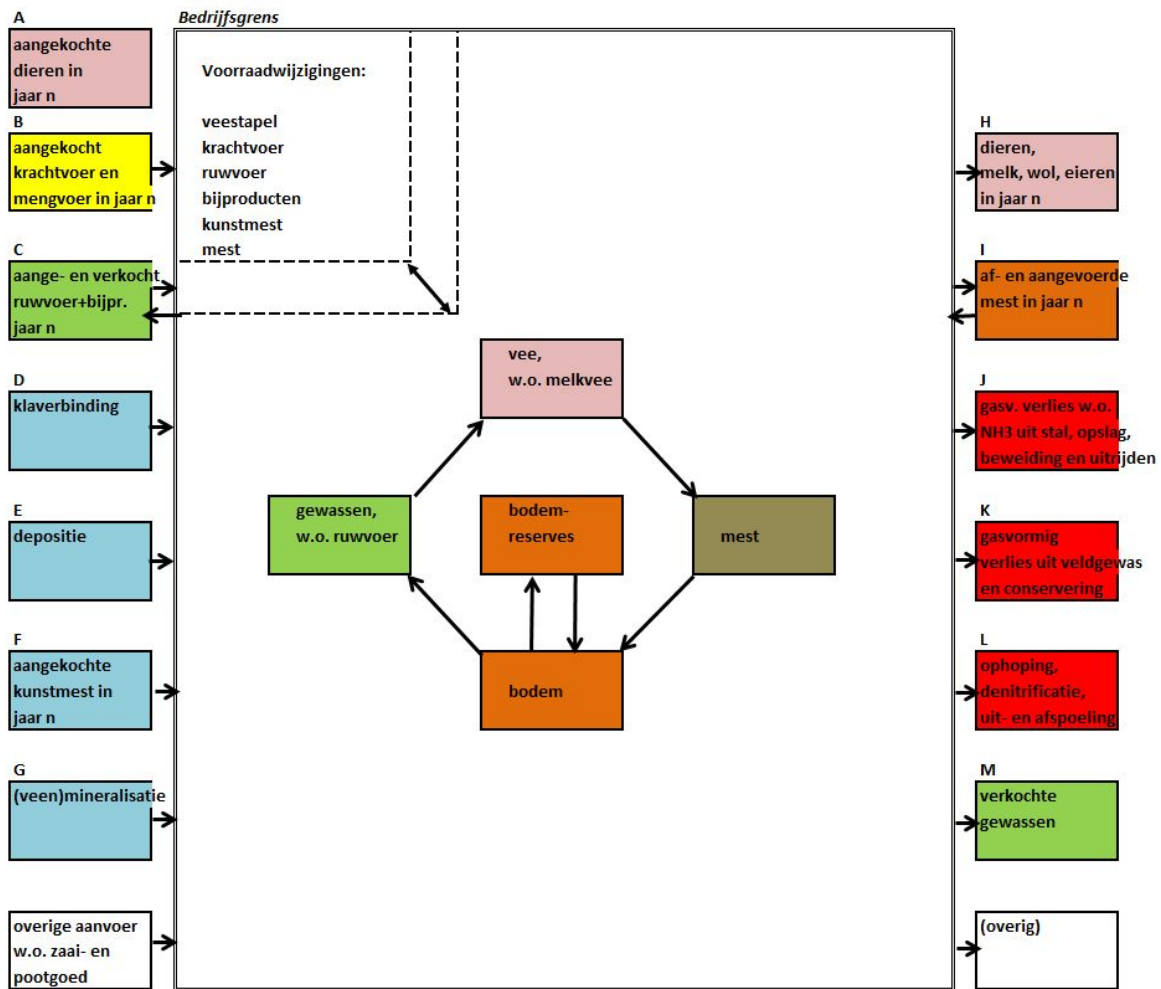 A
aangekochte
dieren in
jaar n
B
aangekocht
krachtvoer en
mengvoer in jaar n
C
aange- en verkocht
ruwvoer+bijpr.
jaar n
D
klaverbinding
E
depositie
F
aangekochte
kunstmest in
jaar n
G
(veen)mineralisatie
overige aanvoer
w.o. zaai- en
pootgoed
Bedrijfsgrens
Voorraadwijzigingen:
veestapel
krachtvoer
ruwvoer
bijproducten
kunstmest
mest
vee,
w.o. melkvee
gewassen,
w.o. ruwvoer
bodem-
reserves
mest
bodem
H
dieren,
melk, wol, eieren
in jaar n
I
af- en aangevoerde
mest in jaar n
J
gasv. verlies w.o.
NH3 uit stal, opslag,
beweiding en uitrijden
K
gasvormig
verlies uit veldgewas
en conservering
L
ophoping,
denitrificatie,
uit- en afspoeling
M
verkochte
gewassen
(overig)